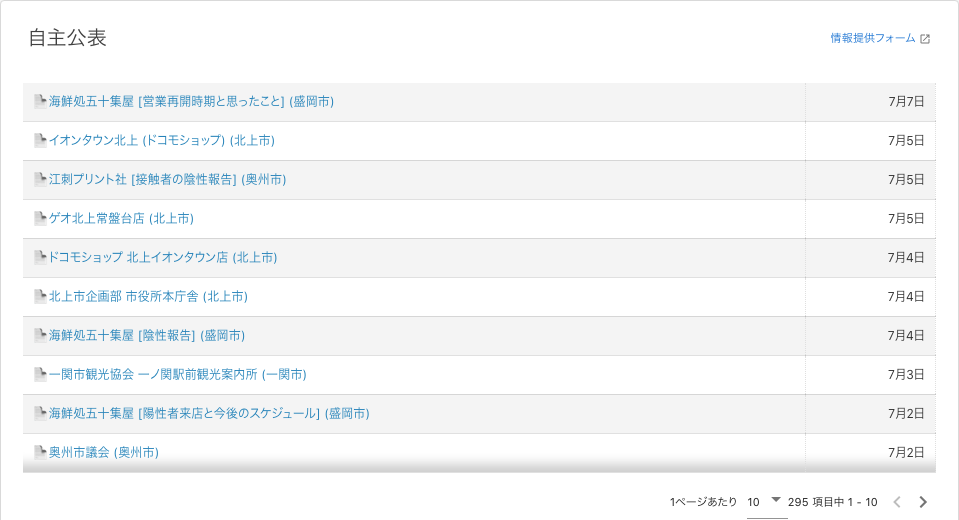 自主公表
情報提供フォーム
海鮮処五十集屋 [営業再開時期と思ったこと] (盛岡市) 7月7日
イオンタウン北上 (ドコモショップ) (北上市) 7月5日
江刺プリント社 [接触者の陰性報告] (奥州市) 7月5日
ゲオ北上常盤台店 (北上市) 7月5日
ドコモショップ 北上イオンタウン店 (北上市) 7月4日
北上市企画部 市役所本庁舎 (北上市) 7月4日
海鮮処五十集屋 [陰性報告] (盛岡市) 7月4日
一関市観光協会 一ノ関駅前観光案内所 (一関市) 7月3日
海鮮処五十集屋 [陽性者来店と今後のスケジュール] (盛岡市) 7月2日
奥州市議会 (奥州市) 7月2日
1ページあたり 10 295 項目中 1 - 10